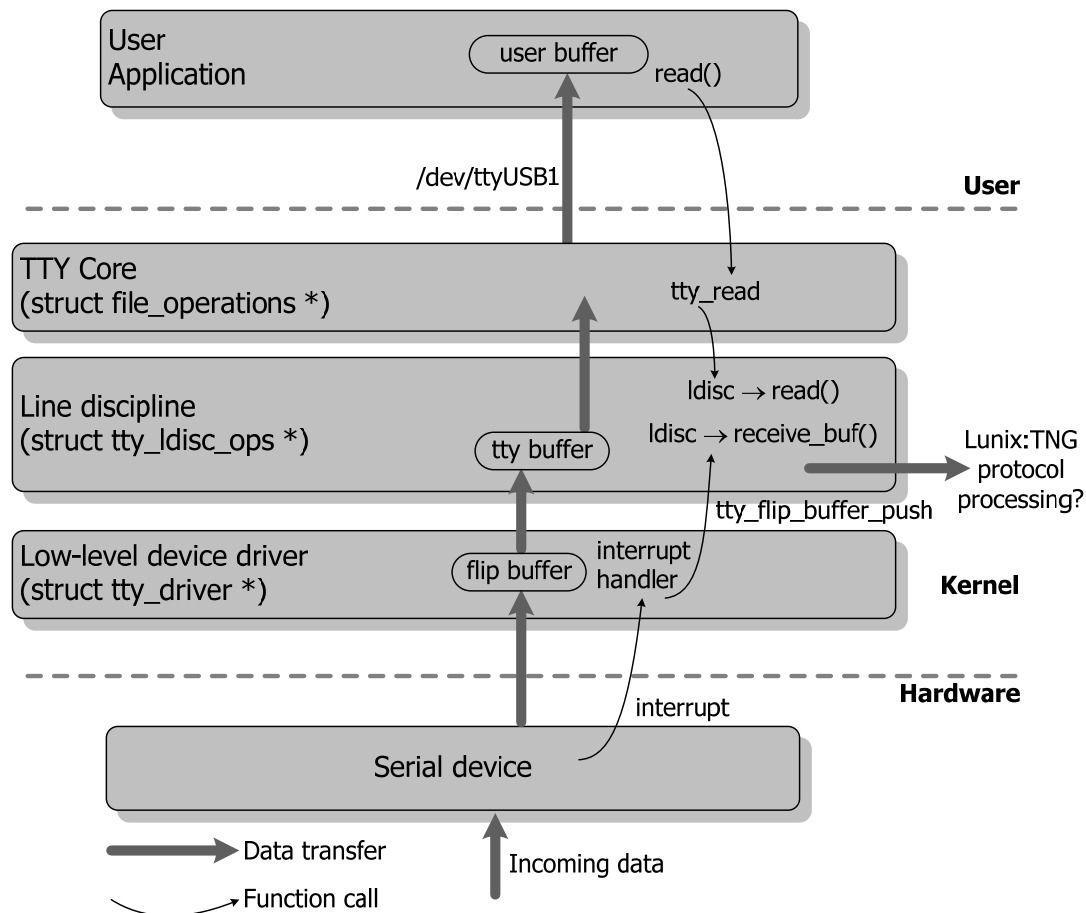 User
Application
user buffer
read()
/dev/ttyUSB1
User
TTY Core
(struct file_operations *)
tty_read
Line discipline
(struct tty_ldisc_ops *)
ldisc → read()
ldisc → receive_buf()
tty buffer
Lunix:TNG
protocol
processing?
tty_flip_buffer_push
Low-level device driver
(struct tty_driver *)
flip buffer
interrupt
handler
Kernel
Hardware
interrupt
Serial device
Data transfer
Incoming data
Function call